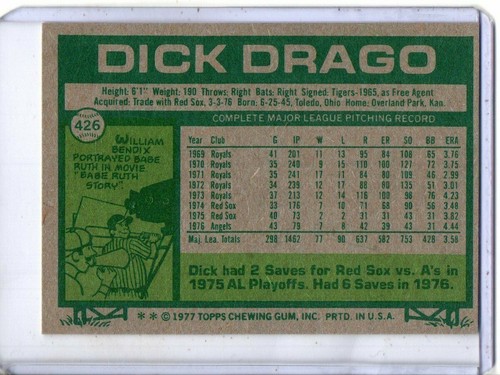 DICK DRAGO
Height: 6'1" Weight: 190 Throws: Right Bats: Right Signed: Tigers-1965, as Free Agent
Acquired: Trade with Red Sox, 3-3-76 Born: 6-25-45, Toledo, Ohio Home: Overland Park, Kan.
426
COMPLETE MAJOR LEAGUE PITCHING RECORD
WILLIAM
BENDIX
PORTRAYED BABE
RUTH IN MOVIE
"BABE RUTH
STORY."
Year Club G IP W L R ER SO BB ERA
1969 Royals 41 201 11 13 95 84 108 65 3.76
1970 Royals 35 240 9 15 110 100 127 72 3.75
1971 Royals 35 241 17 11 84 80 109 46 2.99
1972 Royals 34 239 12 17 88 80 135 51 3.01
1973 Royals 37 213 12 14 116 100 98 76 4.23
1974 Red Sox 33 176 7 10 71 68 90 56 3.48
1975 Red Sox 40 73 2 2 31 31 43 31 3.82
1976 Angels 43 79 7 8 42 39 43 31 4.44
Maj. Lea. Totals 298 1462 77 90 637 582 753 428 3.58
Dick had 2 Saves for Red Sox vs. A's in
1975 AL Playoffs. Had 6 Saves in 1976.
** © 1977 TOPPS CHEWING GUM, INC. PRTD. IN U.S.A.